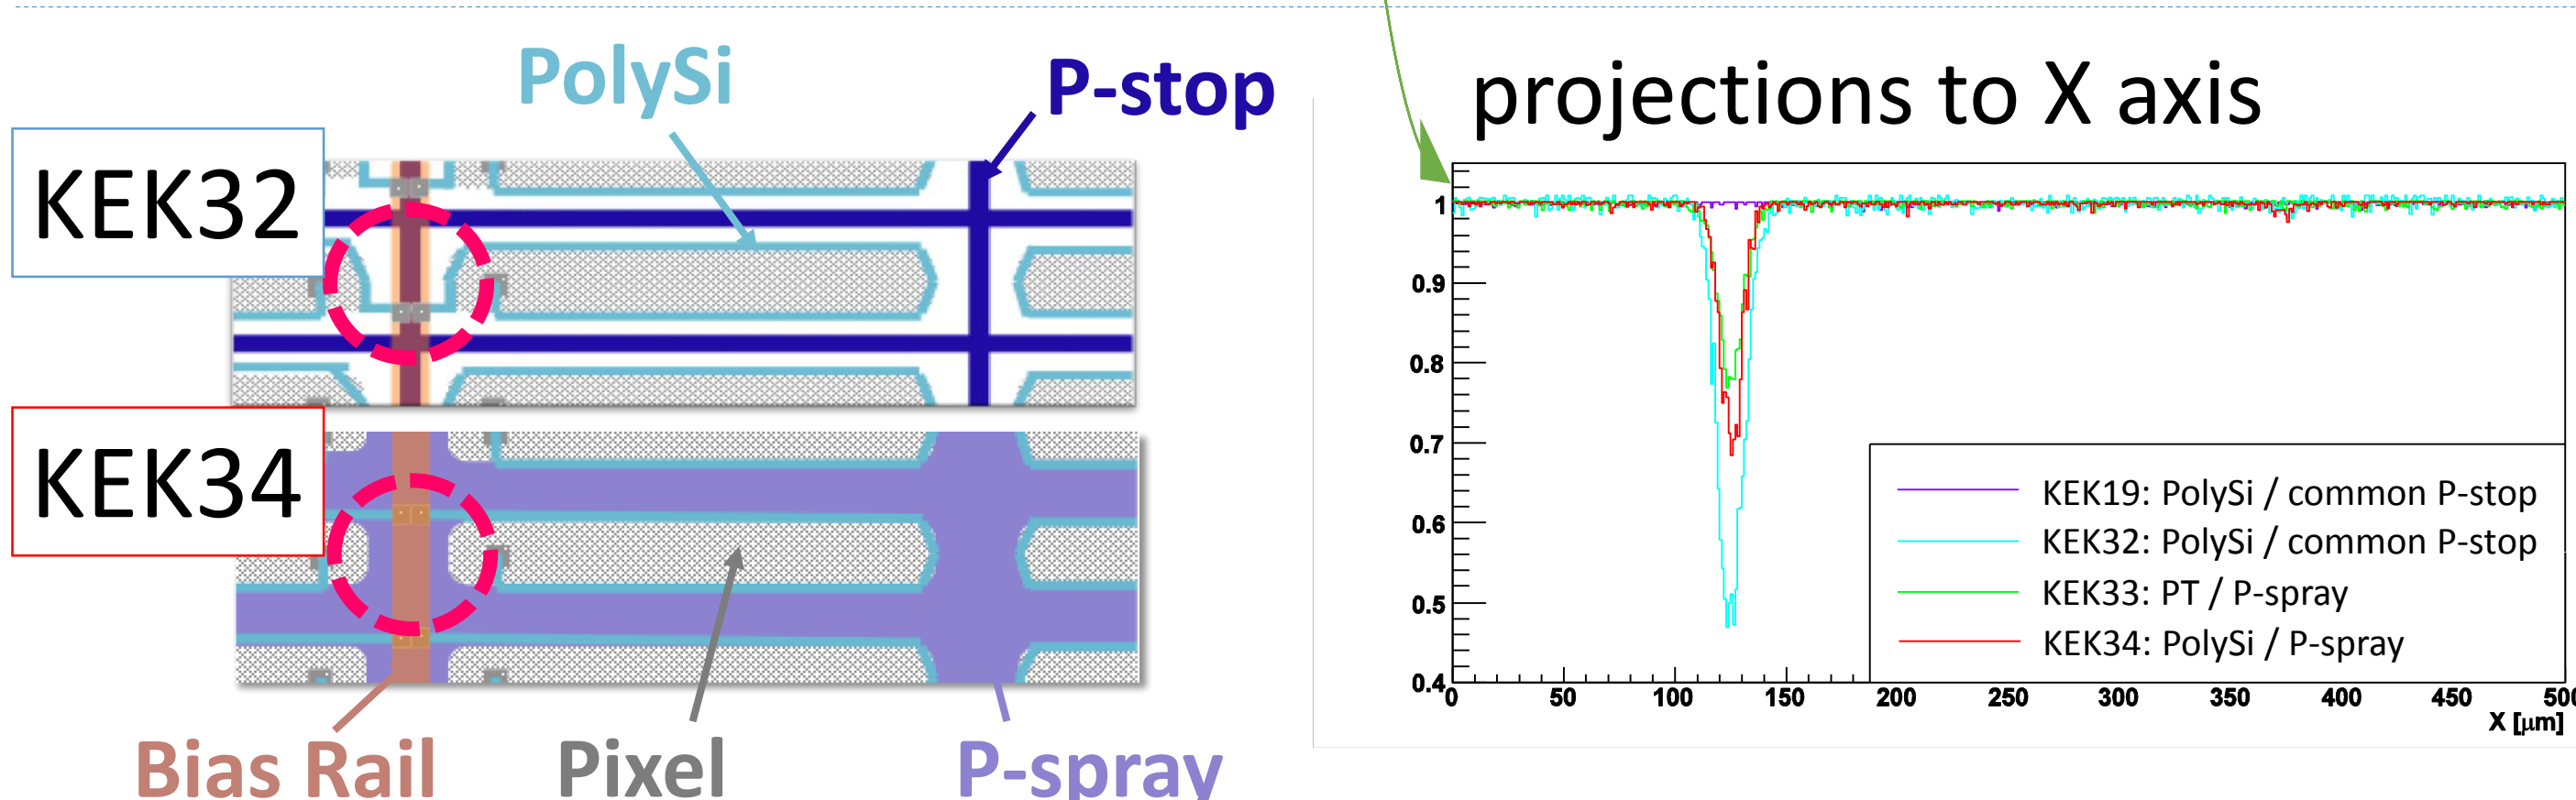 PolySi
P-stop
KEK32
KEK34
Bias Rail
Pixel
P-spray
projections to X axis
1
0.9
0.8
0.7
0.6
0.5
0.4
0 50 100 150 200 250 300 350 400 450 500
X [μm]
KEK19: PolySi / common P-stop
KEK32: PolySi / common P-stop
KEK33: PT / P-spray
KEK34: PolySi / P-spray